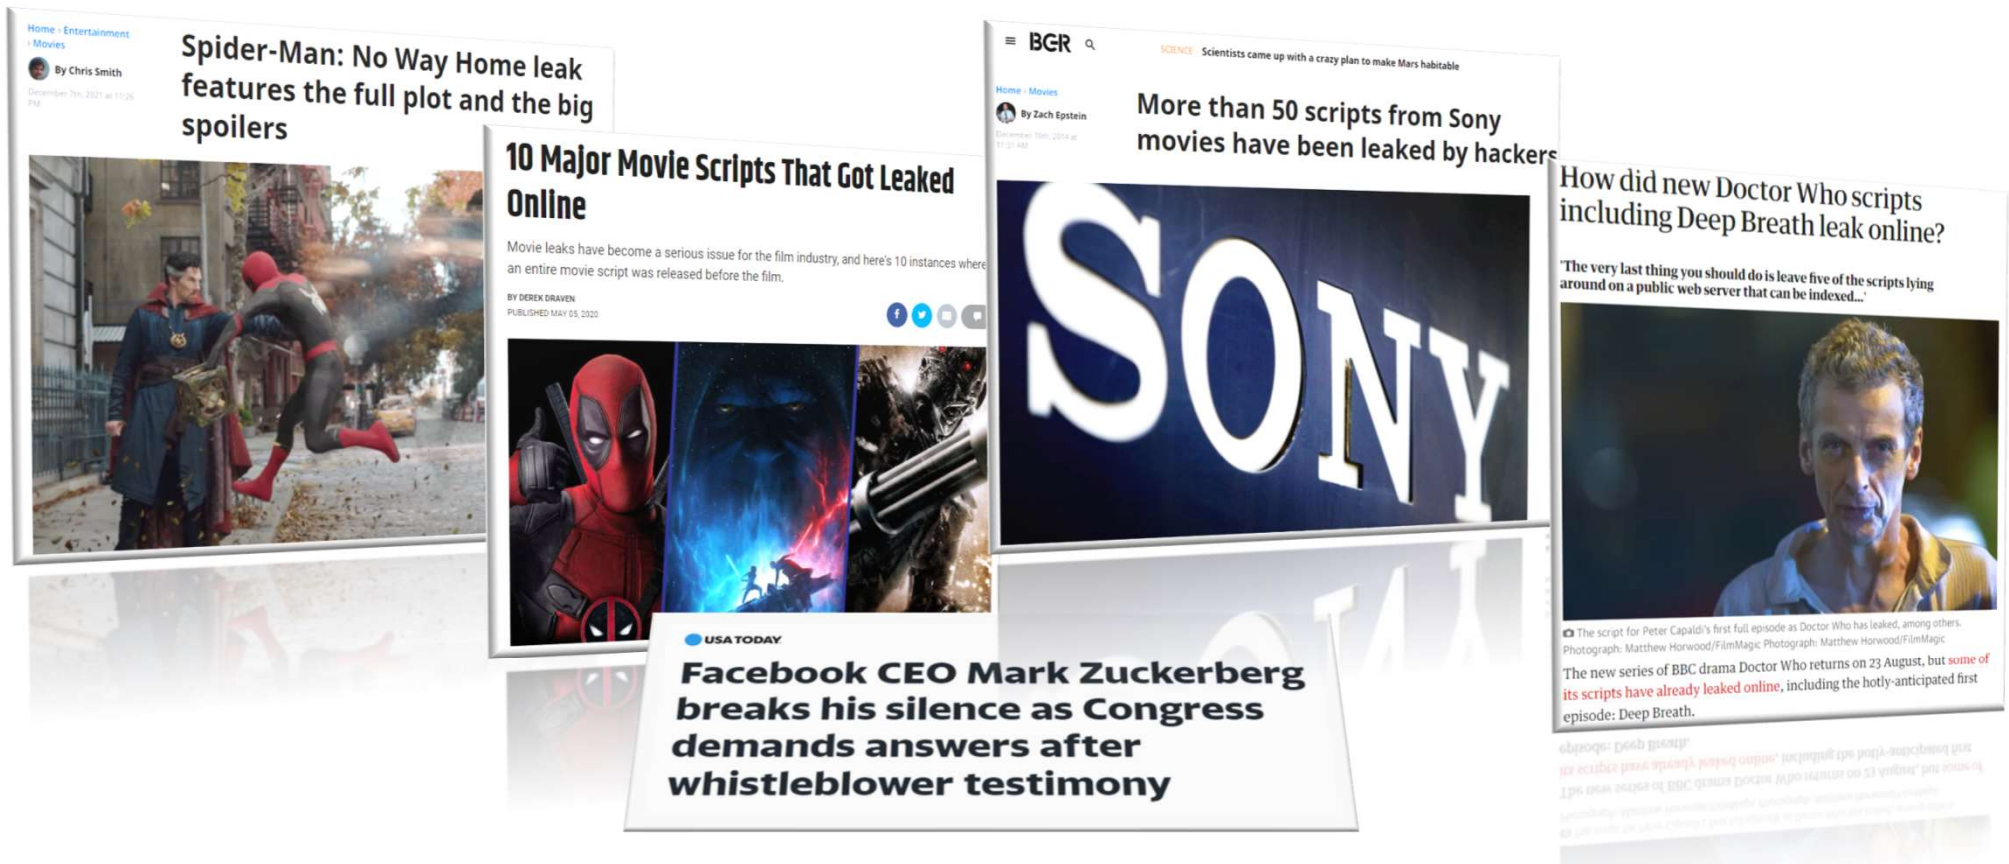 Home › Entertainment
› Movies
By Chris Smith
December 7th, 2021 at 11:26
PM
Spider-Man: No Way Home leak
features the full plot and the big
spoilers
10 Major Movie Scripts That Got Leaked
Online
Movie leaks have become a serious issue for the film industry, and here's 10 instances where
an entire movie script was released before the film.
BY DEREK DRAVEN
PUBLISHED MAY 05, 2020
BGR
SCIENCE Scientists came up with a crazy plan to make Mars habitable
Home › Movies
By Zach Epstein
More than 50 scripts from Sony
movies have been leaked by hackers
SONY
How did new Doctor Who scripts
including Deep Breath leak online?
'The very last thing you should do is leave five of the scripts lying
around on a public web server that can be indexed...'
The script for Peter Capaldi's first full episode as Doctor Who has leaked, among others.
Photograph: Matthew Horwood/FilmMagic Photograph: Matthew Horwood/FilmMagic
The new series of BBC drama Doctor Who returns on 23 August, but some of
its scripts have already leaked online, including the hotly-anticipated first
episode: Deep Breath.
USA TODAY
Facebook CEO Mark Zuckerberg
breaks his silence as Congress
demands answers after
whistleblower testimony